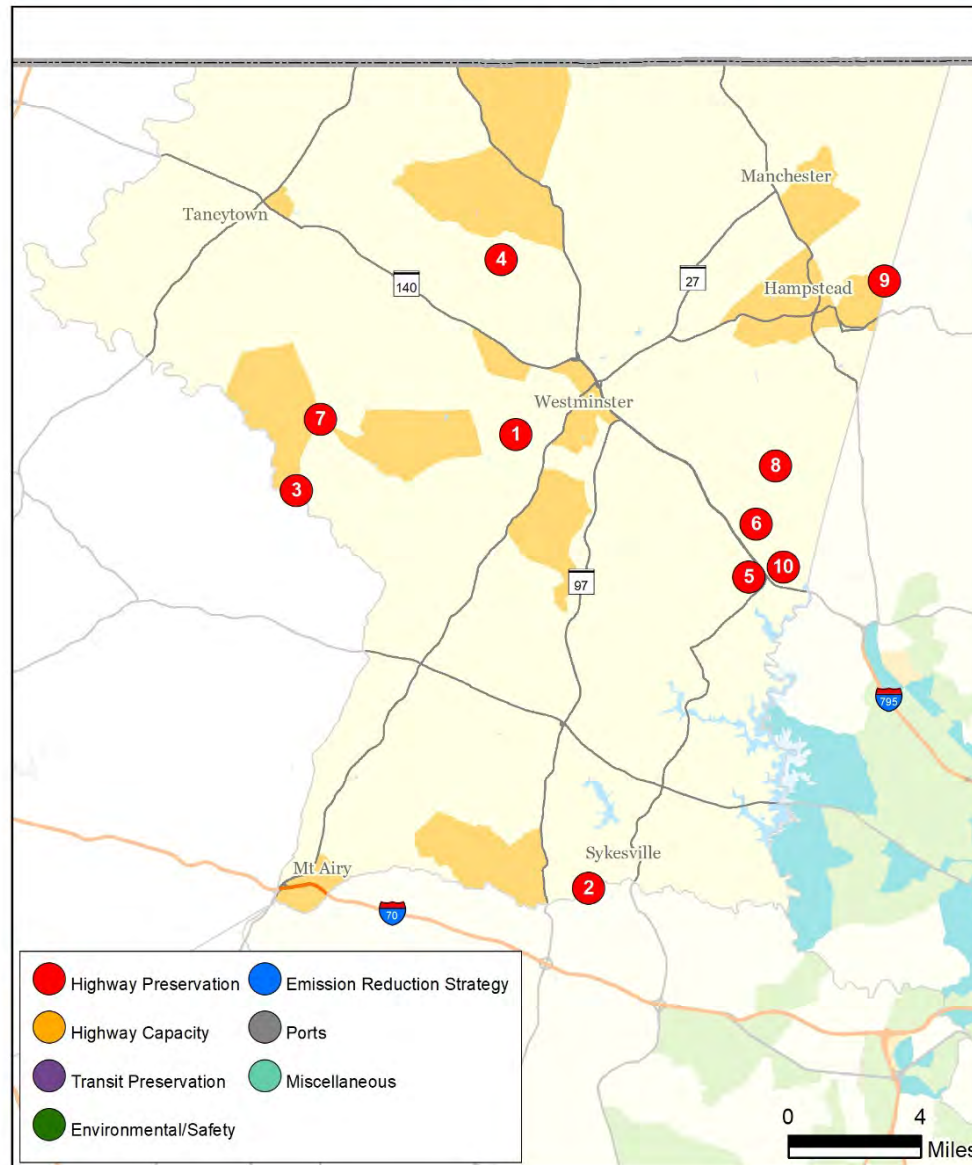 Manchester
Taneytown
4
140
27
9
Hampstead
Westminster
7
1
8
3
6
10
5
97
795
Sykesville
Mt Airy
2
70
Highway Preservation
Emission Reduction Strategy
Highway Capacity
Ports
Transit Preservation
Miscellaneous
Environmental/Safety
0 4
Miles